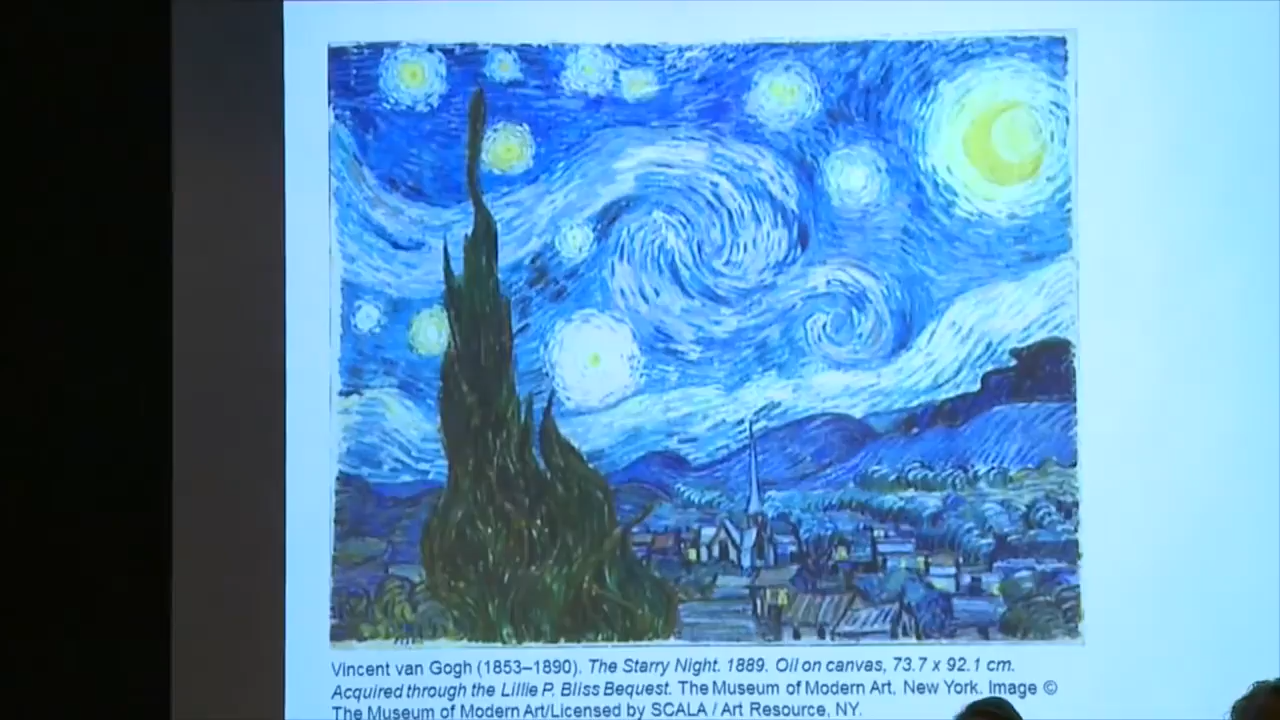 Vincent van Gogh (1853–1890). The Starry Night. 1889. Oil on canvas, 73.7 x 92.1 cm.
Acquired through the Lillie P. Bliss Bequest. The Museum of Modern Art, New York. Image ©
The Museum of Modern Art/Licensed by SCALA / Art Resource, NY.